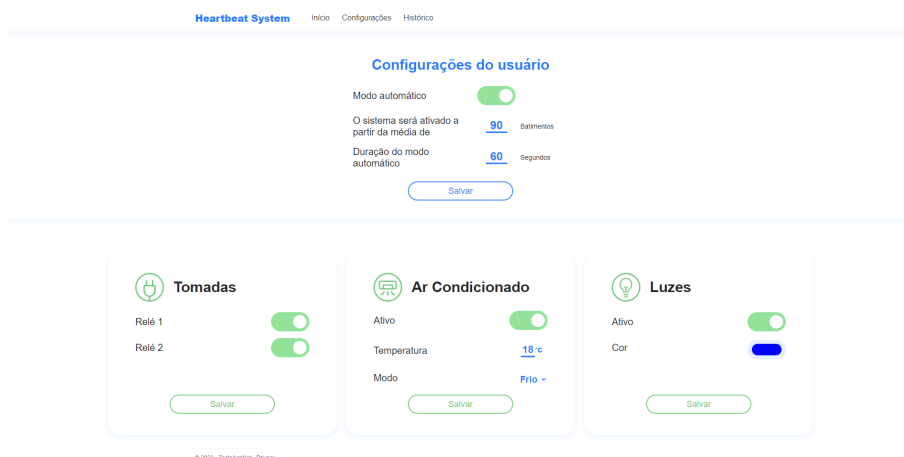 Heartbeat System Início Configurações Histórico
Configurações do usuário
Modo automático
O sistema será ativado a
partir da média de
90 Batimentos
Duração do modo
automático
60 Segundos
Salvar
Tomadas
Relé 1
Relé 2
Salvar
Ar Condicionado
Ativo
Temperatura
18 °C
Modo
Frio
Salvar
Luzes
Ativo
Cor
Salvar